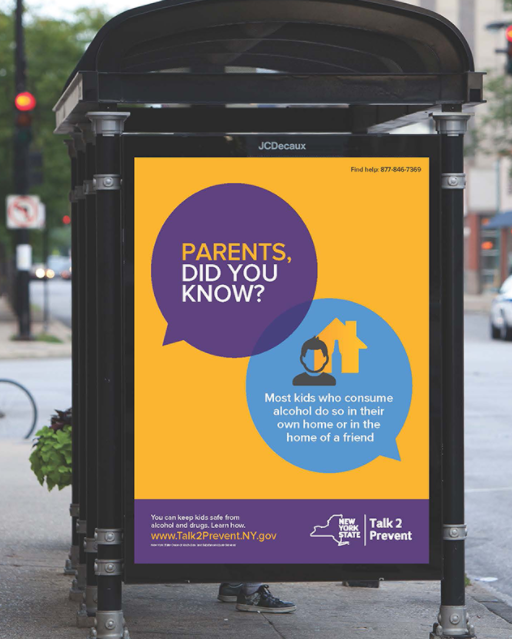 JCDecaux
Find help: 877-846-7369
PARENTS,
DID YOU
KNOW?
Most kids who consume
alcohol do so in their
own home or in the
home of a friend
You can keep kids safe from
alcohol and drugs. Learn how.
www.Talk2Prevent.NY.gov
NEW
YORK
STATE
Talk 2
Prevent